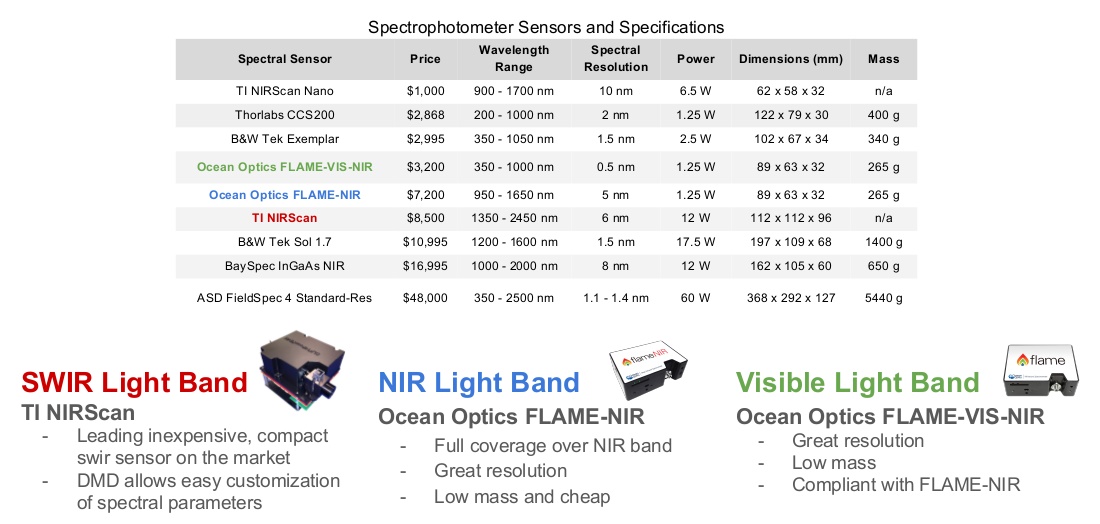 Spectrophotometer Sensors and Specifications
Spectral Sensor Price Wavelength Range Spectral Resolution Power Dimensions (mm) Mass
TI NIRScan Nano $1,000 900 - 1700 nm 10 nm 6.5 W 62 x 58 x 32 n/a
Thorlabs CCS200 $2,868 200 - 1000 nm 2 nm 1.25 W 122 x 79 x 30 400 g
B&W Tek Exemplar $2,995 350 - 1050 nm 1.5 nm 2.5 W 102 x 67 x 34 340 g
Ocean Optics FLAME-VIS-NIR $3,200 350 - 1000 nm 0.5 nm 1.25 W 89 x 63 x 32 265 g
Ocean Optics FLAME-NIR $7,200 950 - 1650 nm 5 nm 1.25 W 89 x 63 x 32 265 g
TI NIRScan $8,500 1350 - 2450 nm 6 nm 12 W 112 x 112 x 96 n/a
B&W Tek Sol 1.7 $10,995 1200 - 1600 nm 1.5 nm 17.5 W 197 x 109 x 68 1400 g
BaySpec InGaAs NIR $16,995 1000 - 2000 nm 8 nm 12 W 162 x 105 x 60 650 g
ASD FieldSpec 4 Standard-Res $48,000 350 - 2500 nm 1.1 - 1.4 nm 60 W 368 x 292 x 127 5440 g
SWIR Light Band
TI NIRScan
- Leading inexpensive, compact
swir sensor on the market
- DMD allows easy customization
of spectral parameters
flameNIR
NIR Light Band
Ocean Optics FLAME-NIR
- Full coverage over NIR band
- Great resolution
- Low mass and cheap
flame
Visible Light Band
Ocean Optics FLAME-VIS-NIR
- Great resolution
- Low mass
- Compliant with FLAME-NIR